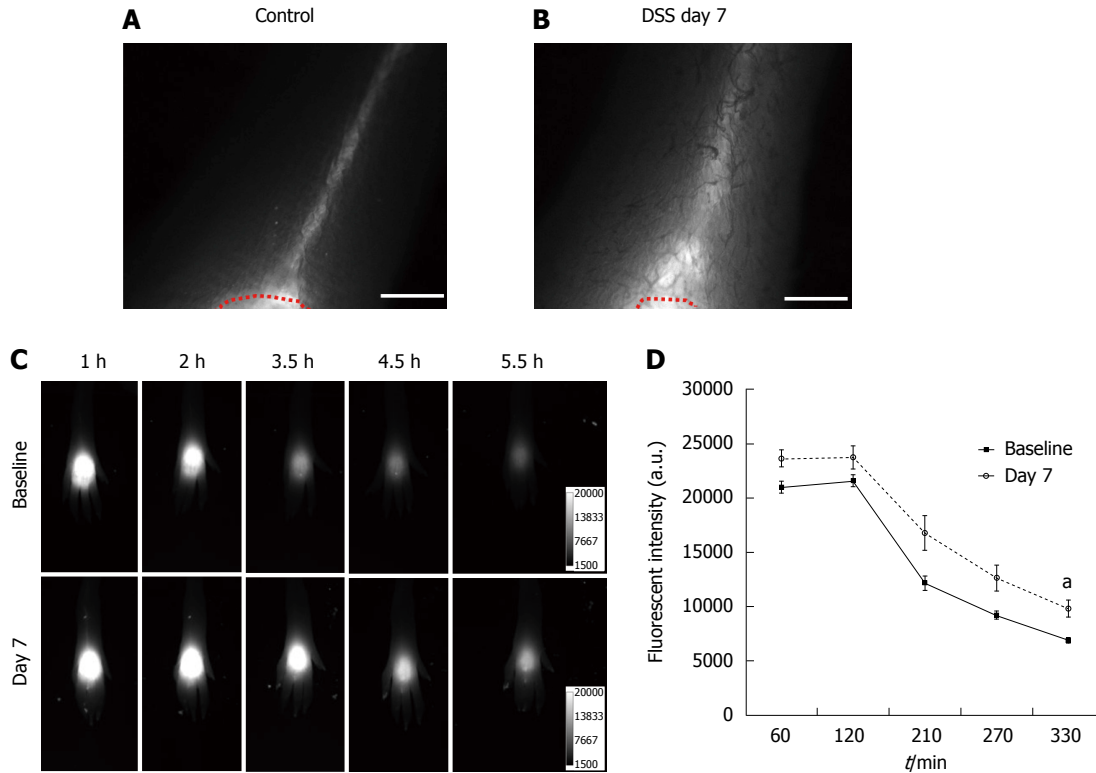 A Control
B DSS day 7
C 1 h 2 h 3.5 h 4.5 h 5.5 h
Baseline
20000
13833
7667
1500
Day 7
20000
13833
7667
1500
D
Fluorescent intensity (a.u.)
30000
25000
20000
15000
10000
5000
0
Baseline
Day 7
a
60 120 210 270 330
t/min